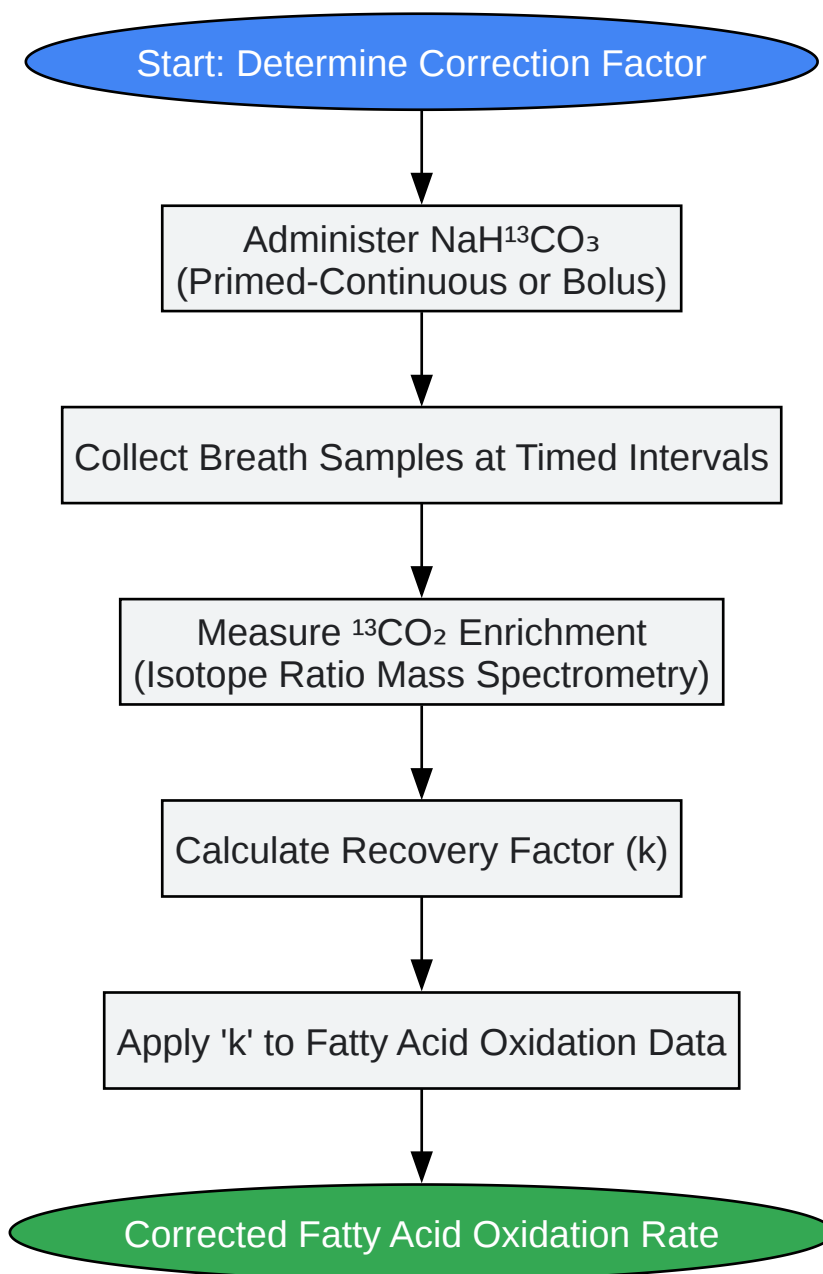 Start: Determine Correction Factor
Administer NaH¹³CO₃
(Primed-Continuous or Bolus)
Collect Breath Samples at Timed Intervals
Measure ¹³CO₂ Enrichment
(Isotope Ratio Mass Spectrometry)
Calculate Recovery Factor (k)
Apply 'k' to Fatty Acid Oxidation Data
Corrected Fatty Acid Oxidation Rate